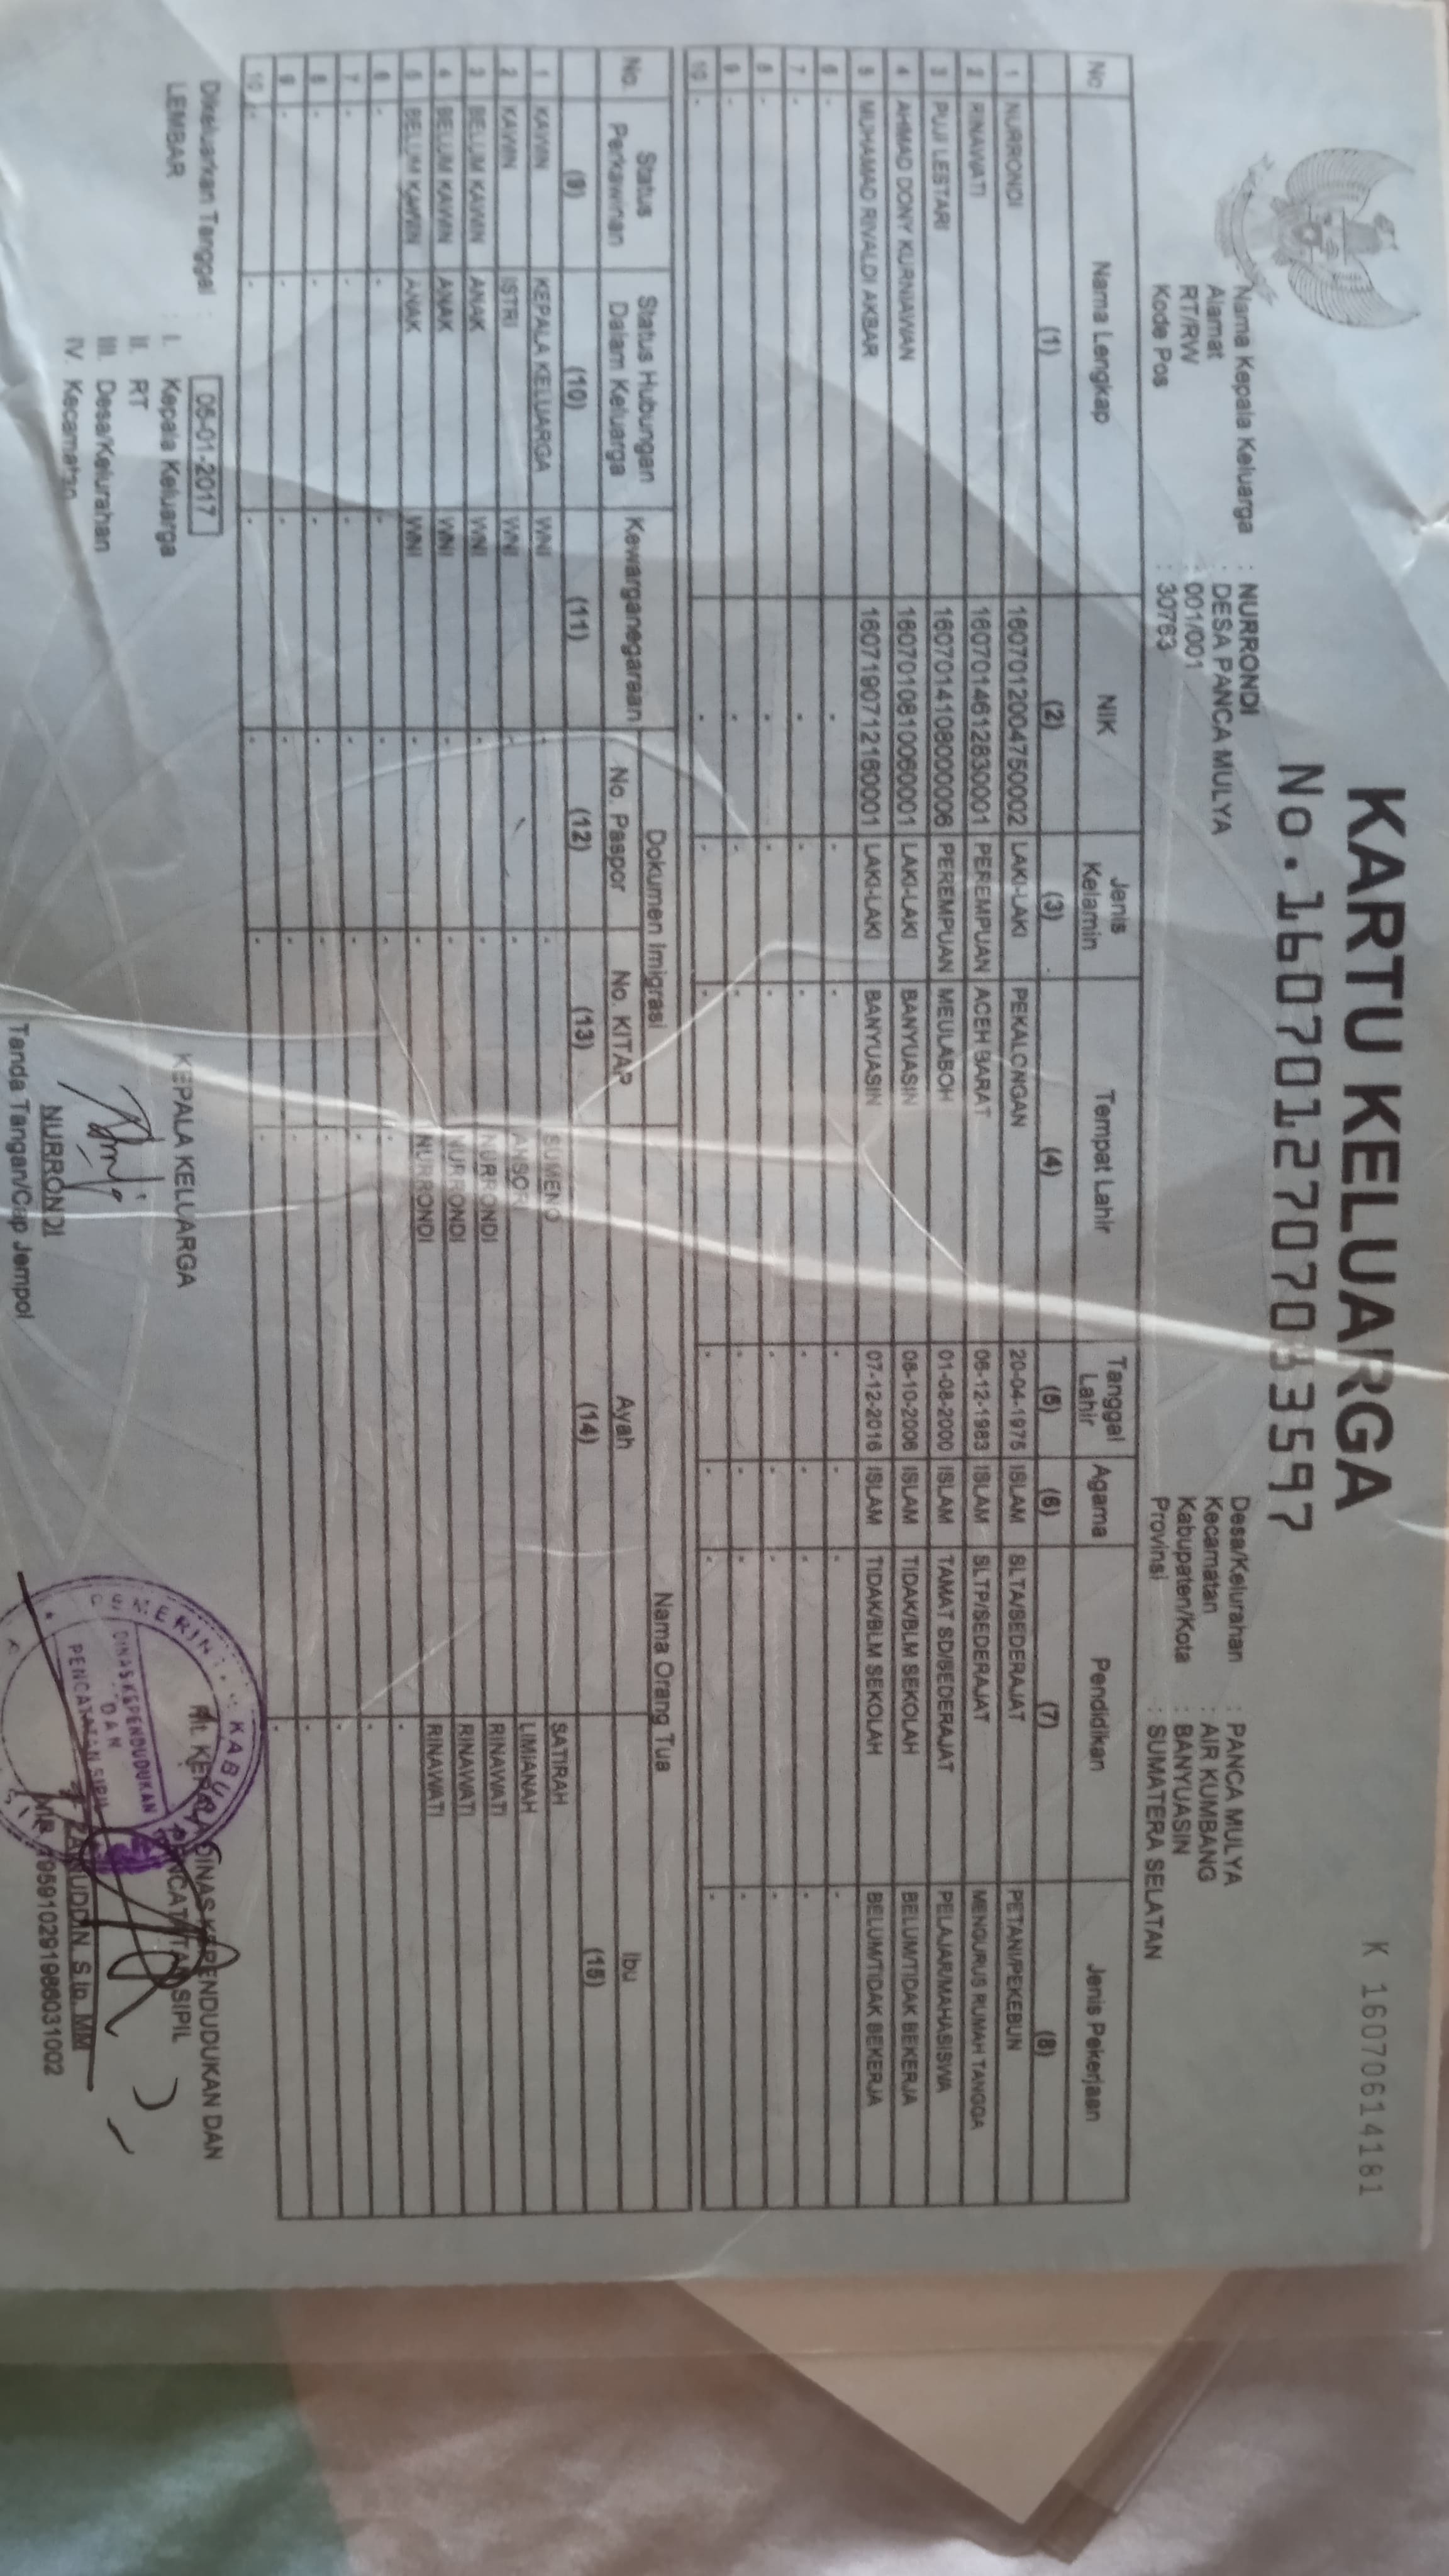 K 16070614181
KARTU KELUARGA
No. 1607012707033597
Nama Kepala Keluarga : NURRONDI
Alamat : DESA PANCA MULYA
RT/RW : 001/001
Kode Pos : 30763
Desa/Kelurahan : PANCA MULYA
Kecamatan : AIR KUMBANG
Kabupaten/Kota : BANYUASIN
Provinsi : SUMATERA SELATAN
No Nama Lengkap NIK Jenis Kelamin Tempat Lahir Tanggal Lahir Agama Pendidikan Jenis Pekerjaan
(1) (2) (3) (4) (5) (6) (7) (8)
1 NURRONDI 1607012004750002 LAKI-LAKI PEKALONGAN 20-04-1975 ISLAM SLTA/SEDERAJAT PETANI/PEKEBUN
2 RINAWATI 1607014612830001 PEREMPUAN ACEH BARAT 06-12-1983 ISLAM SLTP/SEDERAJAT MENGURUS RUMAH TANGGA
3 PUJI LESTARI 1607014108000006 PEREMPUAN MEULABOH 01-08-2000 ISLAM TAMAT SD/SEDERAJAT PELAJAR/MAHASISWA
4 AHMAD DONY KURNIAWAN 1607010810060001 LAKI-LAKI BANYUASIN 08-10-2006 ISLAM TIDAK/BLM SEKOLAH BELUM/TIDAK BEKERJA
5 MUHAMAD RIVALDI AKBAR 1607190712160001 LAKI-LAKI BANYUASIN 07-12-2016 ISLAM TIDAK/BLM SEKOLAH BELUM/TIDAK BEKERJA
6 - - - - - - - -
7 - - - - - - - -
8 - - - - - - - -
9 - - - - - - - -
10 - - - - - - - -
No. Status Perkawinan Status Hubungan Dalam Keluarga Kewarganegaraan Dokumen Imigrasi Nama Orang Tua
No. Paspor No. KITAP Ayah Ibu
(9) (10) (11) (12) (13) (14) (15)
1 KAWIN KEPALA KELUARGA WNI - - SUMENO SATIRAH
2 KAWIN ISTRI WNI - - ANSORI LIMIANAH
3 BELUM KAWIN ANAK WNI - - NURRONDI RINAWATI
4 BELUM KAWIN ANAK WNI - - NURRONDI RINAWATI
5 BELUM KAWIN ANAK WNI - - NURRONDI RINAWATI
6 - - - - - - -
7 - - - - - - -
8 - - - - - - -
9 - - - - - - -
10 - - - - - - -
Dikeluarkan Tanggal : 05-01-2017
LEMBAR : I. Kepala Keluarga
II. RT
III. Desa/Kelurahan
IV. Kecamatan
KEPALA KELUARGA
NURRONDI
Tanda Tangan/Cap Jempol
Plt. KEPALA DINAS KEPENDUDUKAN DAN
PENCATATAN SIPIL
DINAS KEPENDUDUKAN
DAN
PENCATATAN SIPIL
S.Ip, MM
NIP. 195910291986031002